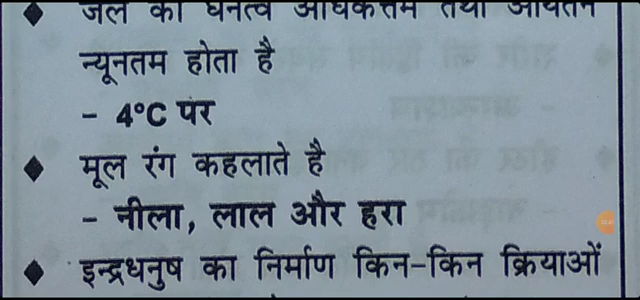 ◆ जल का घनत्व अधिकतम तथा आयतन
न्यूनतम होता है
– 4°C पर
◆ मूल रंग कहलाते है
– नीला, लाल और हरा
◆ इन्द्रधनुष का निर्माण किन-किन क्रियाओं